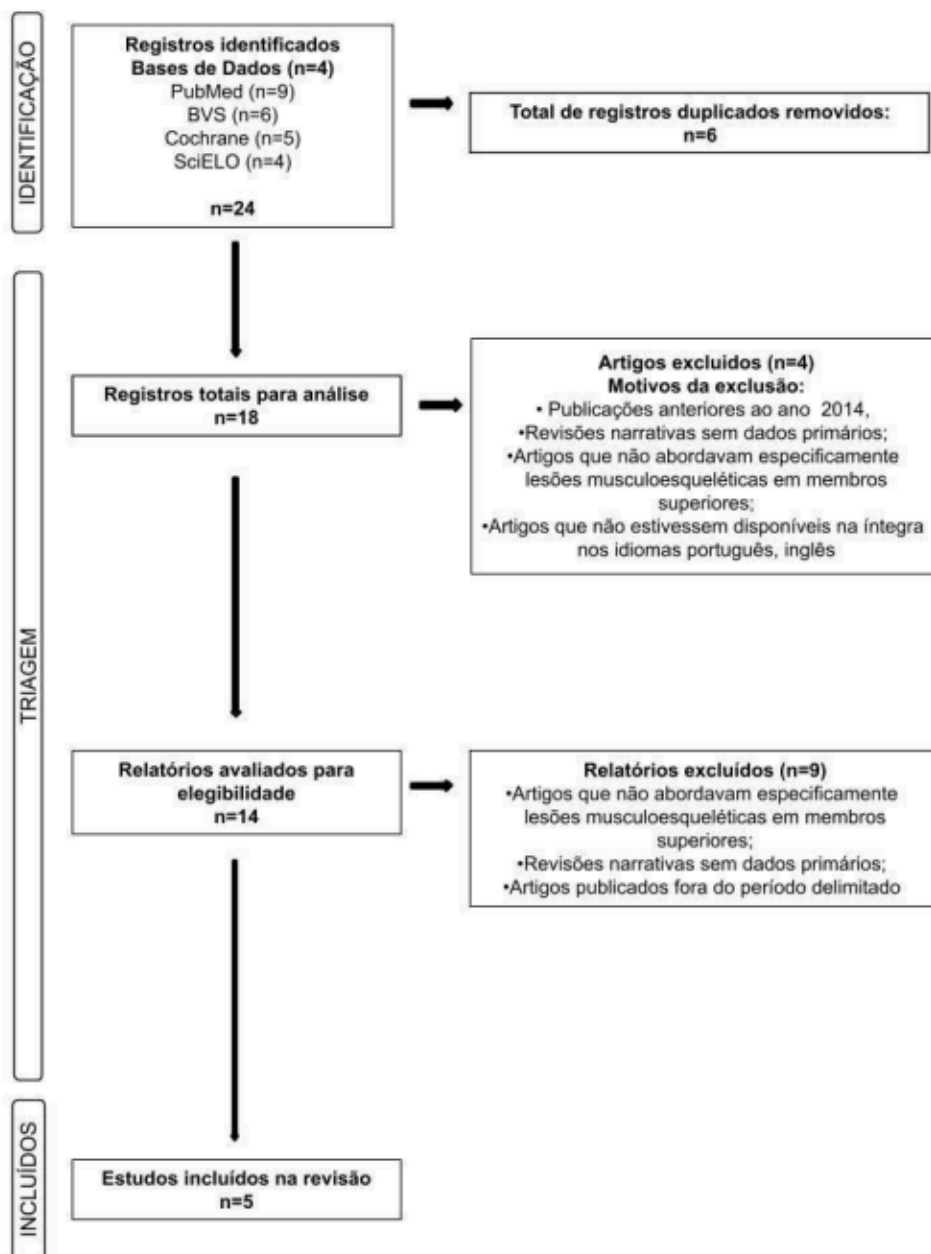 IDENTIFICAÇÃO
Registros identificados
Bases de Dados (n=4)
PubMed (n=9)
BVS (n=6)
Cochrane (n=5)
SciELO (n=4)
n=24
Total de registros duplicados removidos:
n=6
TRIAGEM
Registros totais para análise
n=18
Artigos excluidos (n=4)
Motivos da exclusão:
• Publicações anteriores ao ano 2014,
•Revisões narrativas sem dados primários;
•Artigos que não abordavam especificamente
lesões musculoesqueléticas em membros
superiores;
•Artigos que não estivessem disponíveis na íntegra
nos idiomas português, inglês
Relatórios avaliados para
elegibilidade
n=14
Relatórios excluídos (n=9)
•Artigos que não abordavam especificamente
lesões musculoesqueléticas em membros
superiores;
•Revisões narrativas sem dados primários;
•Artigos publicados fora do período delimitado
INCLUÍDOS
Estudos incluídos na revisão
n=5